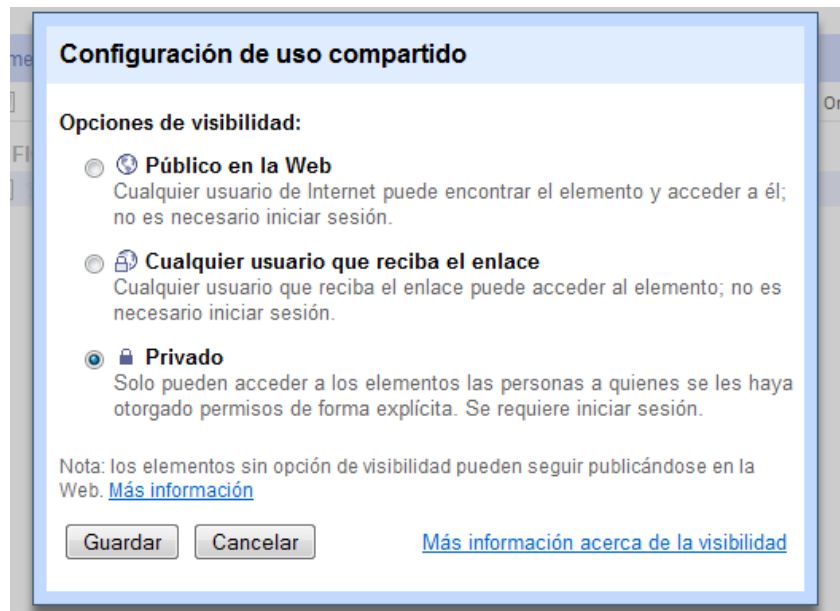 Configuración de uso compartido
Opciones de visibilidad:
Público en la Web
Cualquier usuario de Internet puede encontrar el elemento y acceder a él;
no es necesario iniciar sesión.
Cualquier usuario que reciba el enlace
Cualquier usuario que reciba el enlace puede acceder al elemento; no es
necesario iniciar sesión.
Privado
Solo pueden acceder a los elementos las personas a quienes se les haya
otorgado permisos de forma explícita. Se requiere iniciar sesión.
Nota: los elementos sin opción de visibilidad pueden seguir publicándose en la
Web. Más información
Guardar Cancelar Más información acerca de la visibilidad